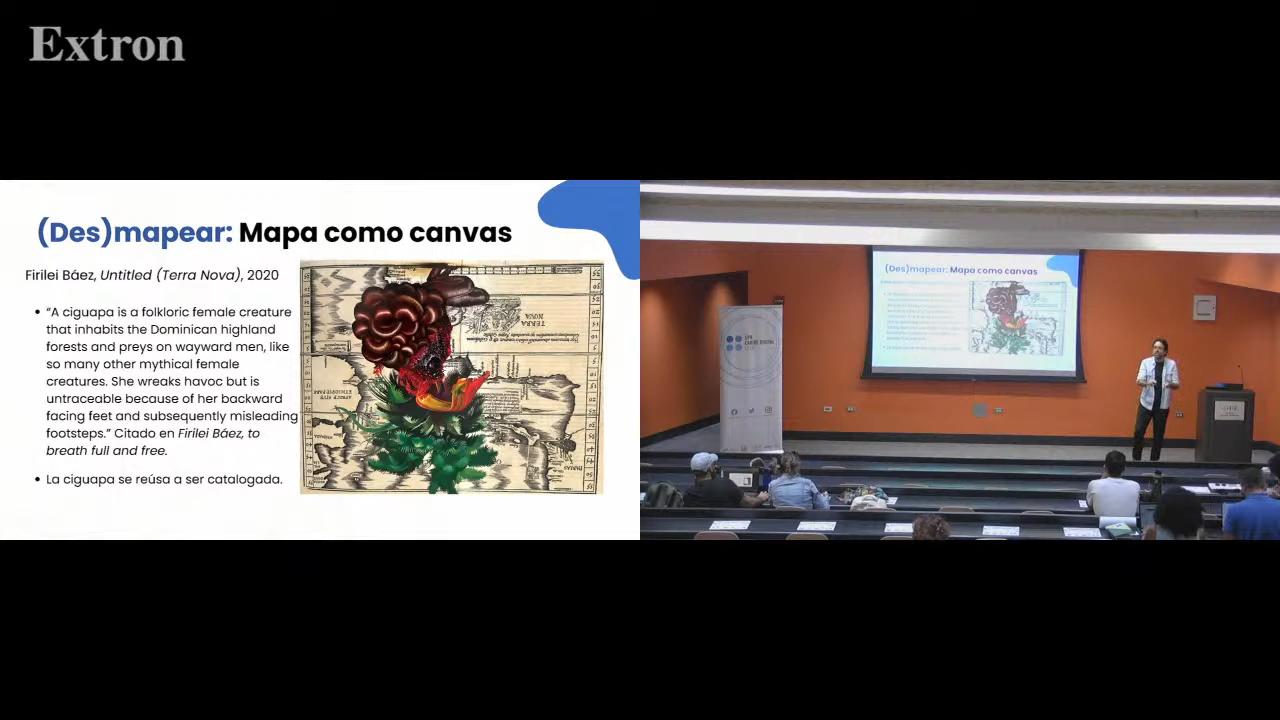 Extron
(Des)mapear: Mapa como canvas
Firilei Báez, Untitled (Terra Nova), 2020
• “A ciguapa is a folkloric female creature
that inhabits the Dominican highland
forests and preys on wayward men, like
so many other mythical female
creatures. She wreaks havoc but is
untraceable because of her backward
facing feet and subsequently misleading
footsteps.” Citado en Firilei Báez, to
breath full and free.
• La ciguapa se reúsa a ser catalogada.
TERRA
NOVA
(Des)mapear: Mapa como canvas
UPR
CARIBE DIGITAL